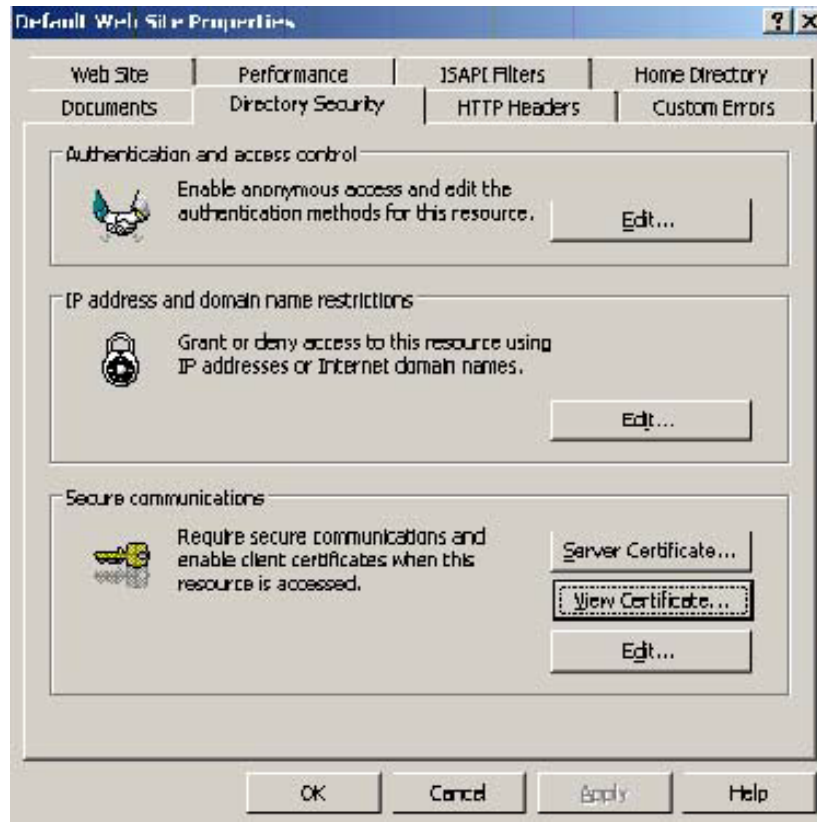 Default Web Site Properties
Web Site
Performance
ISAPI Filters
Home Directory
Documents
Directory Security
HTTP Headers
Custom Errors
Authentication and access control
Enable anonymous access and edit the
authentication methods for this resource.
Edit...
IP address and domain name restrictions
Grant or deny access to this resource using
IP addresses or Internet domain names.
Edit...
Secure communications
Require secure communications and
enable client certificates when this
resource is accessed.
Server Certificate...
View Certificate...
Edit...
OK
Cancel
Apply
Help